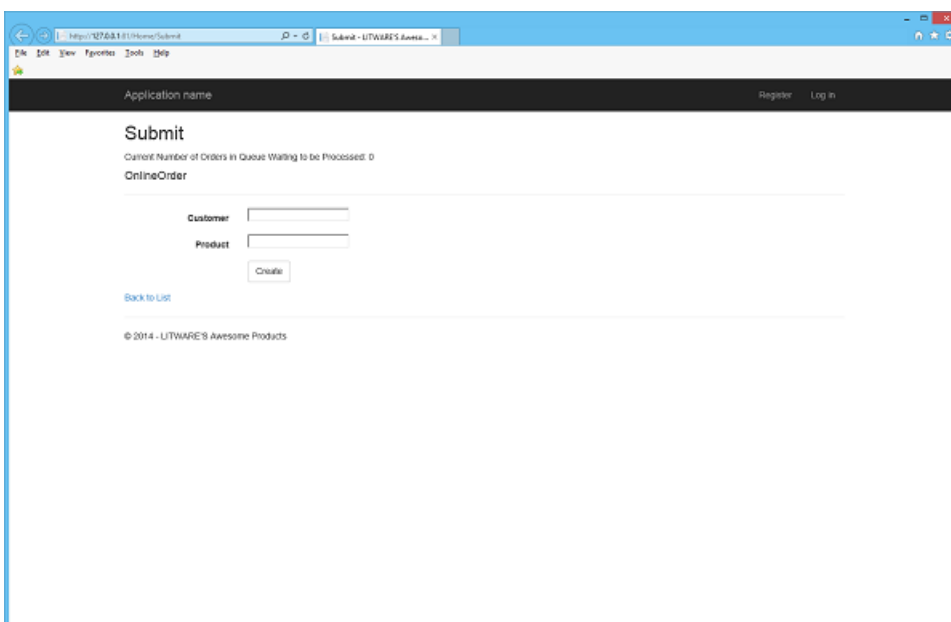 http://127.0.0.1:81/Home/Submit
Submit - LITWARE'S Aweso... ×
File Edit View Favorites Tools Help
Application name Register Log in
Submit
Current Number of Orders in Queue Waiting to be Processed: 0
OnlineOrder
Customer
Product
Create
Back to List
© 2014 - LITWARE'S Awesome Products